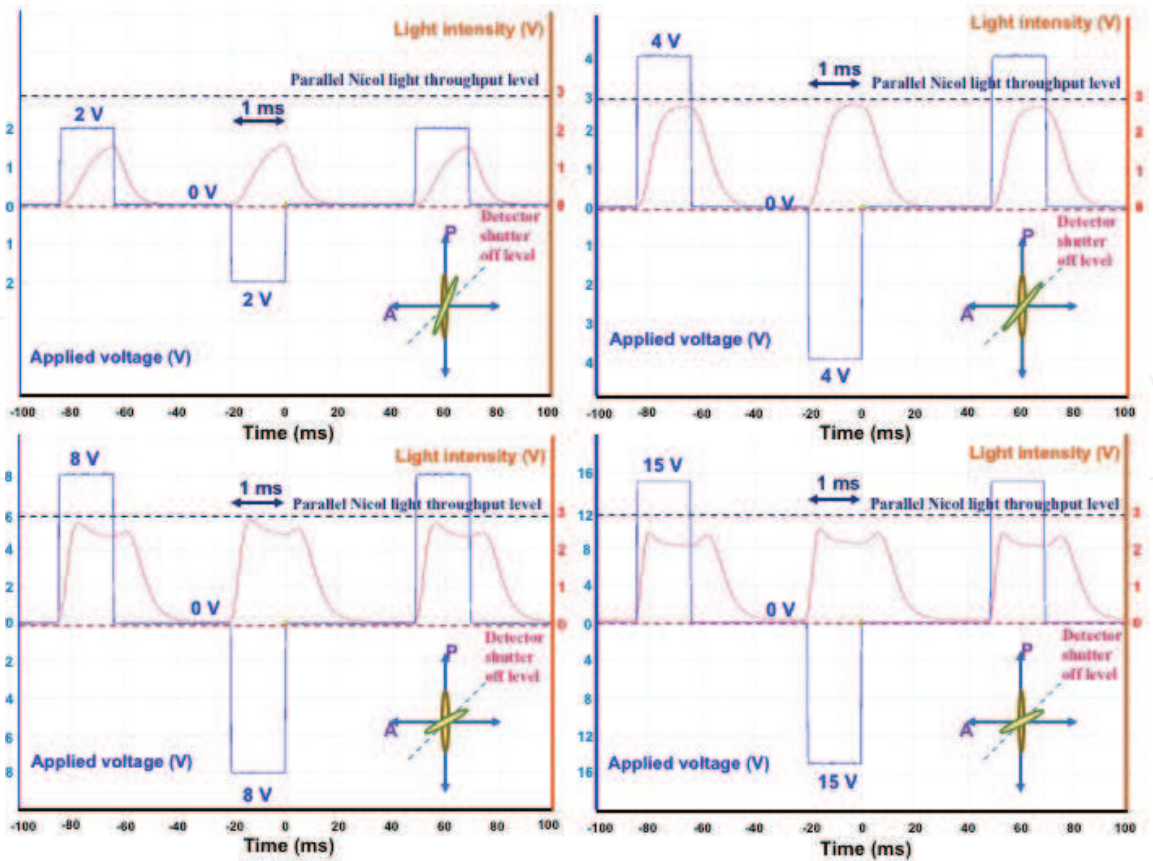 Light intensity (V)
Parallel Nicol light throughput level
1 ms
2 V
0 V
2 V
Detector
shutter
off level
P
A
Applied voltage (V)
2
1
0
1
2
3
2
1
0
-100 -80 -60 -40 -20 0 20 40 60 80 100
Time (ms)
Light intensity (V)
4 V
1 ms
Parallel Nicol light throughput level
0 V
4 V
Detector
shutter
off level
P
A
Applied voltage (V)
4
3
2
1
0
1
2
3
4
3
2
1
0
-100 -80 -60 -40 -20 0 20 40 60 80 100
Time (ms)
Light intensity (V)
8 V
1 ms
Parallel Nicol light throughput level
0 V
8 V
Detector
shutter
off level
P
A
Applied voltage (V)
8
6
4
2
0
2
4
6
8
3
2
1
0
-100 -80 -60 -40 -20 0 20 40 60 80 100
Time (ms)
Light intensity (V)
15 V
1 ms
Parallel Nicol light throughput level
0 V
15 V
Detector
shutter
off level
P
A
Applied voltage (V)
16
12
8
4
0
4
8
10
12
16
3
2
1
0
-100 -80 -60 -40 -20 0 20 40 60 80 100
Time (ms)